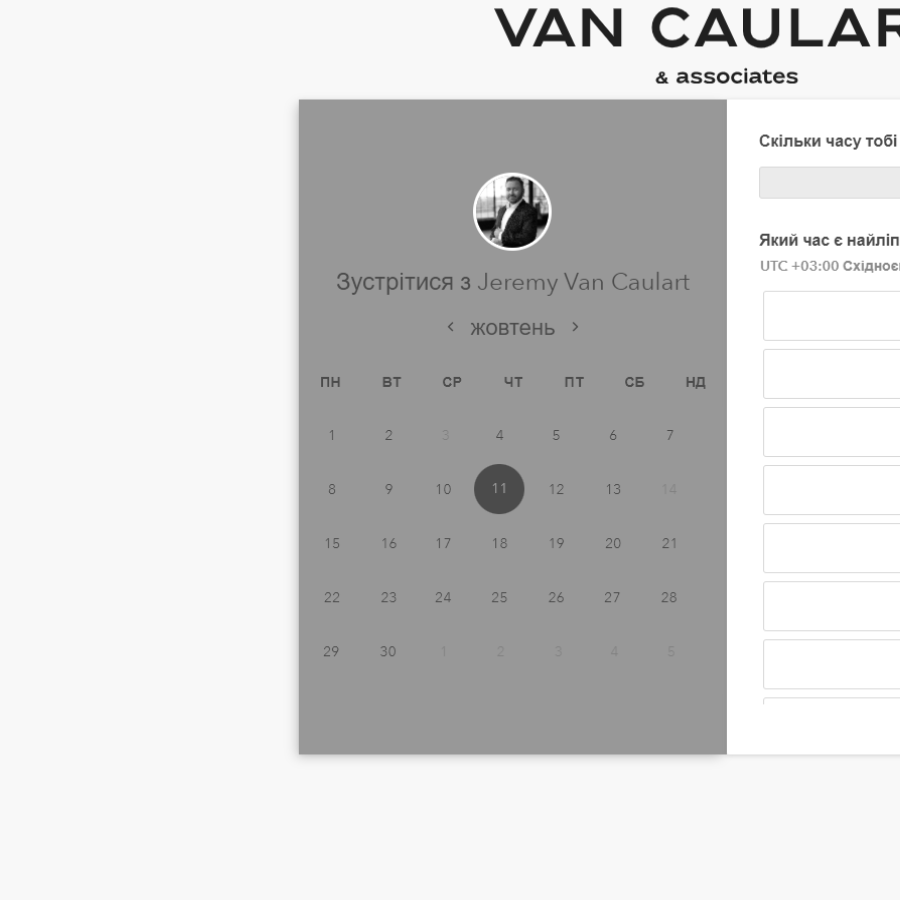 VAN CAULAR
& associates
Зустрітися з Jeremy Van Caulart
жовтень
ПН ВТ СР ЧТ ПТ СБ НД
1 2 3 4 5 6 7
8 9 10 11 12 13 14
15 16 17 18 19 20 21
22 23 24 25 26 27 28
29 30 1 2 3 4 5
Скільки часу тобі
Який час є найліп
UTC +03:00 Східноє